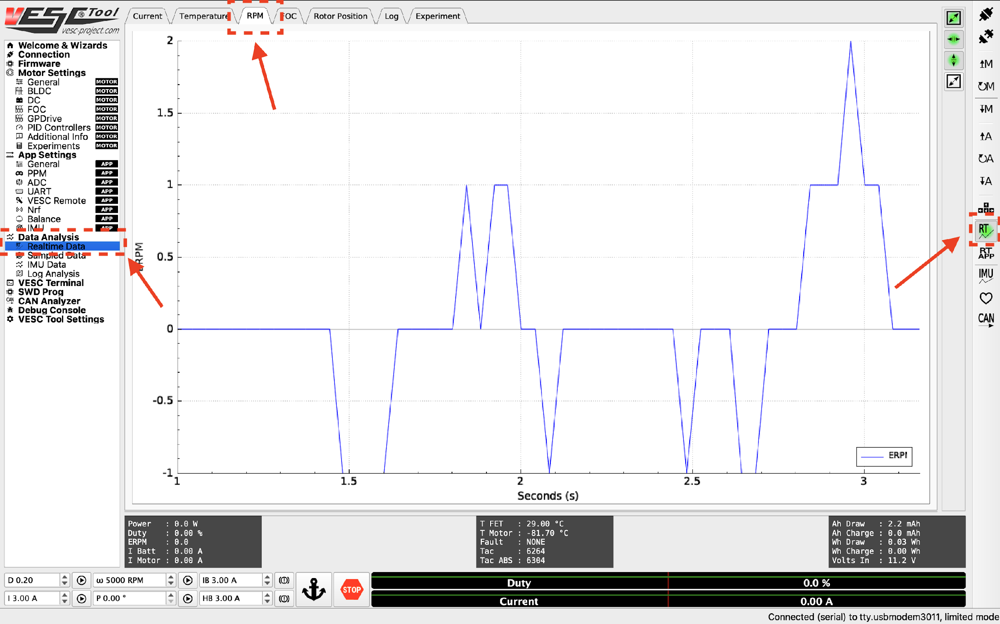 VESC® Tool
vesc-project.com
Current Temperature RPM FOC Rotor Position Log Experiment
Welcome & Wizards
Connection
Firmware
Motor Settings
General MOTOR
BLDC MOTOR
DC MOTOR
FOC MOTOR
GPDrive MOTOR
PID Controllers MOTOR
Additional Info MOTOR
Experiments MOTOR
App Settings
General APP
PPM APP
ADC APP
UART APP
VESC Remote APP
Nrf APP
Balance APP
IMU APP
Data Analysis
RT Realtime Data
Sampled Data
IMU Data
Log Analysis
VESC Terminal
SWD Prog
CAN CAN Analyzer
Debug Console
VESC Tool Settings
2
1.5
1
0.5
0
-0.5
-1
ERPM
1 1.5 2 2.5 3
Seconds (s)
ERPI
M
M
M
A
A
A
RT
RT
APP
IMU
CAN
Power : 0.0 W
Duty : 0.00 %
ERPM : 0.0
I Batt : 0.00 A
I Motor : 0.00 A
T FET : 29.00 °C
T Motor : -81.70 °C
Fault : NONE
Tac : 6264
Tac ABS : 6304
Ah Draw : 2.2 mAh
Ah Charge : 0.0 mAh
Wh Draw : 0.03 Wh
Wh Charge : 0.00 Wh
Volts In : 11.2 V
D 0.20 ω 5000 RPM IB 3.00 A
I 3.00 A P 0.00 ° HB 3.00 A
STOP
Duty 0.0 %
Current 0.00 A
Connected (serial) to tty.usbmodem3011, limited mode